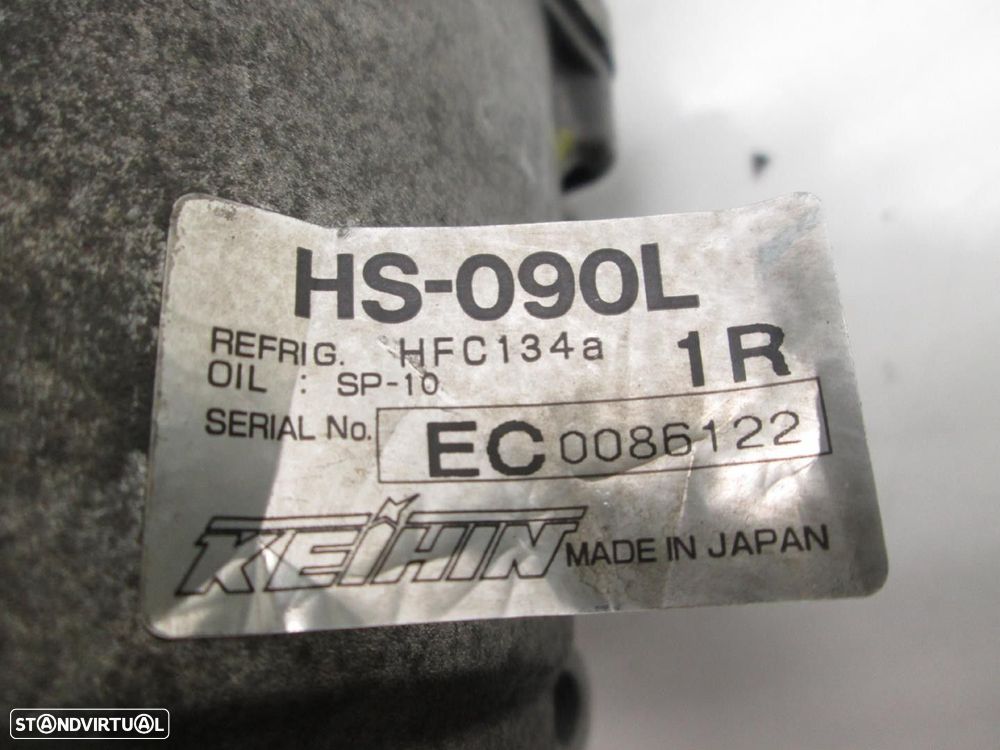 HS-090L
REFRIG. HFC134a
1R
OIL : SP-10
SERIAL No. EC0086122
KEIHIN MADE IN JAPAN
STANDVIRTUAL